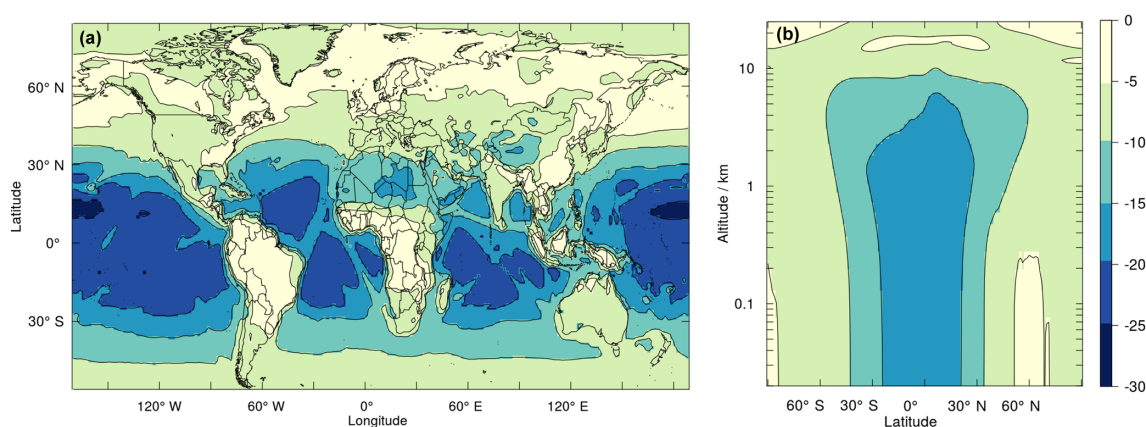 (a)
60° N
30° N
0°
30° S
Latitude
120° W
60° W
0°
60° E
120° E
Longitude
(b)
10
1
0.1
Altitude / km
60° S
30° S
0°
30° N
60° N
Latitude
0
-5
-10
-15
-20
-25
-30